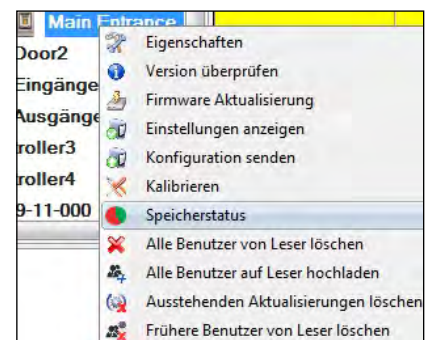 Main Entrance
Door2
Eingänge
Ausgänge
roller3
roller4
9-11-000
Eigenschaften
Version überprüfen
Firmware Aktualisierung
Einstellungen anzeigen
Konfiguration senden
Kalibrieren
Speicherstatus
Alle Benutzer von Leser löschen
Alle Benutzer auf Leser hochladen
Ausstehenden Aktualisierungen löschen
Frühere Benutzer von Leser löschen